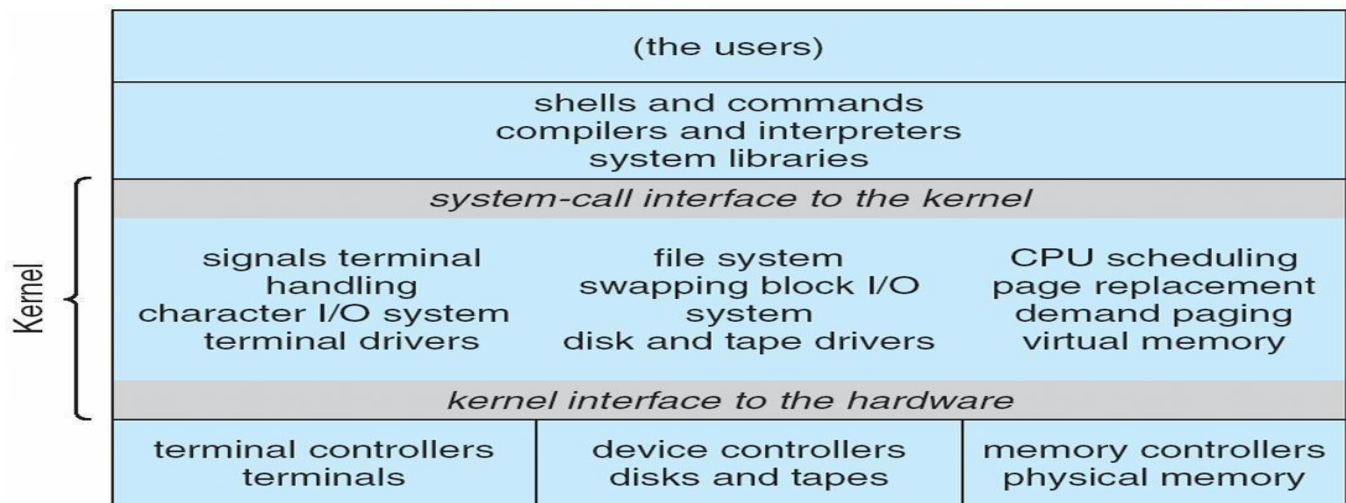 (the users)
shells and commands
compilers and interpreters
system libraries
system-call interface to the kernel
Kernel
signals terminal
handling
character I/O system
terminal drivers
file system
swapping block I/O
system
disk and tape drivers
CPU scheduling
page replacement
demand paging
virtual memory
kernel interface to the hardware
terminal controllers
terminals
device controllers
disks and tapes
memory controllers
physical memory